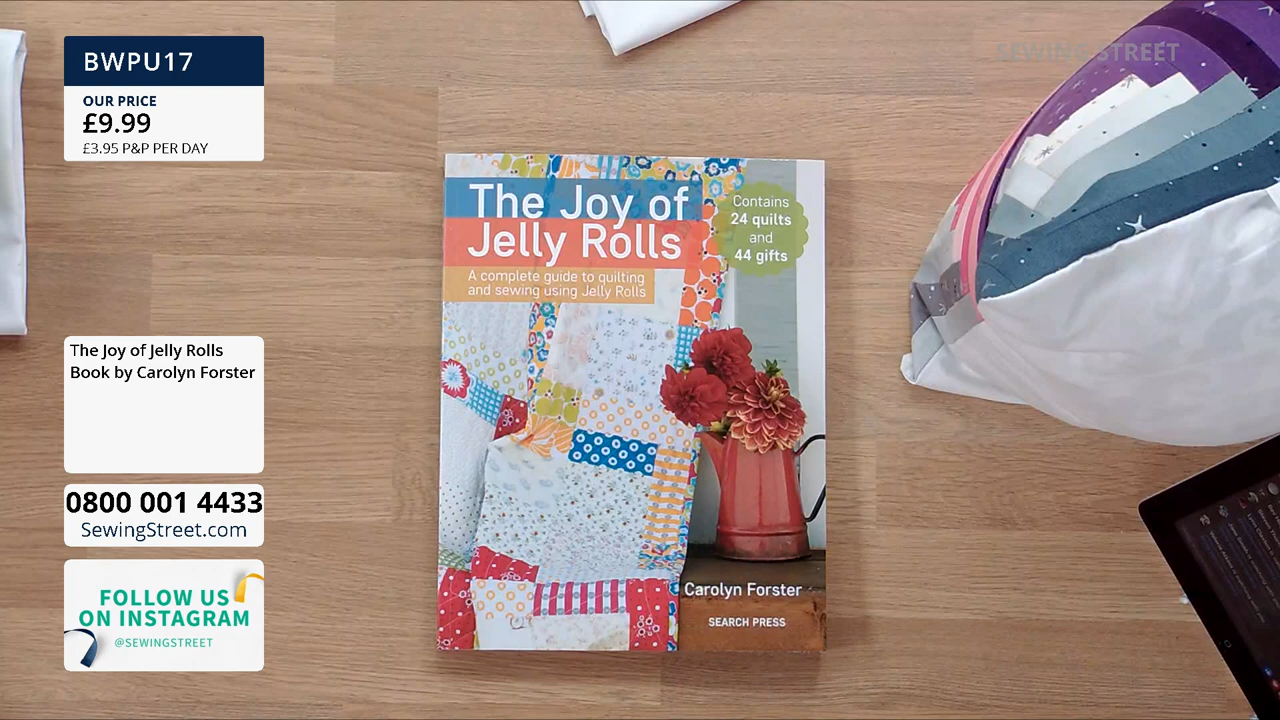 BWPU17
OUR PRICE
£9.99
£3.95 P&P PER DAY
The Joy of Jelly Rolls
Book by Carolyn Forster
0800 001 4433
SewingStreet.com
FOLLOW US
ON INSTAGRAM
@SEWINGSTREET
SEWING STREET
The Joy of
Jelly Rolls
A complete guide to quilting
and sewing using Jelly Rolls
Contains
24 quilts
and
44 gifts
Carolyn Forster
SEARCH PRESS